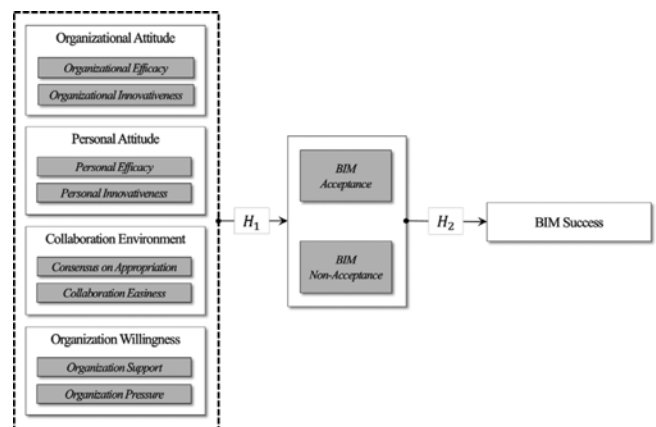 Organizational Attitude
Organizational Efficacy
Organizational Innovativeness
Personal Attitude
Personal Efficacy
Personal Innovativeness
Collaboration Environment
Consensus on Appropriation
Collaboration Easiness
Organization Willingness
Organization Support
Organization Pressure
H₁
BIM
Acceptance
BIM
Non-Acceptance
H₂
BIM Success